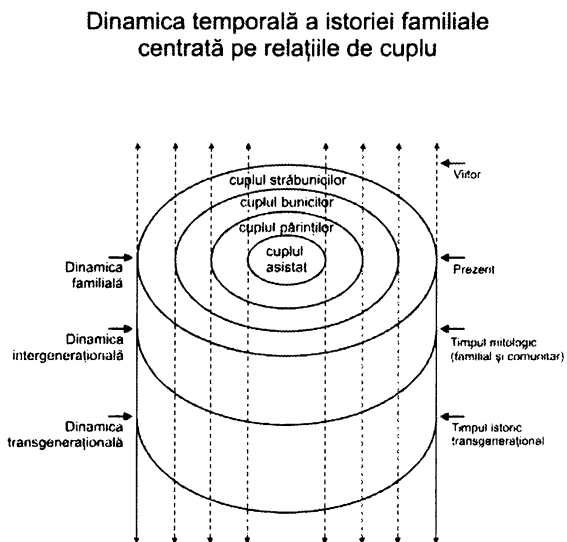 Dinamica temporală a istoriei familiale
centrată pe relațiile de cuplu
Viitor
cuplul străbunicilor
cuplul bunicilor
cuplul părinților
cuplul
asistat
Dinamica
familială
Prezent
Dinamica
intergenerațională
Timpul mitologic
(familial și comunitar)
Dinamica
transgenerațională
Timpul istoric
transgenerațional